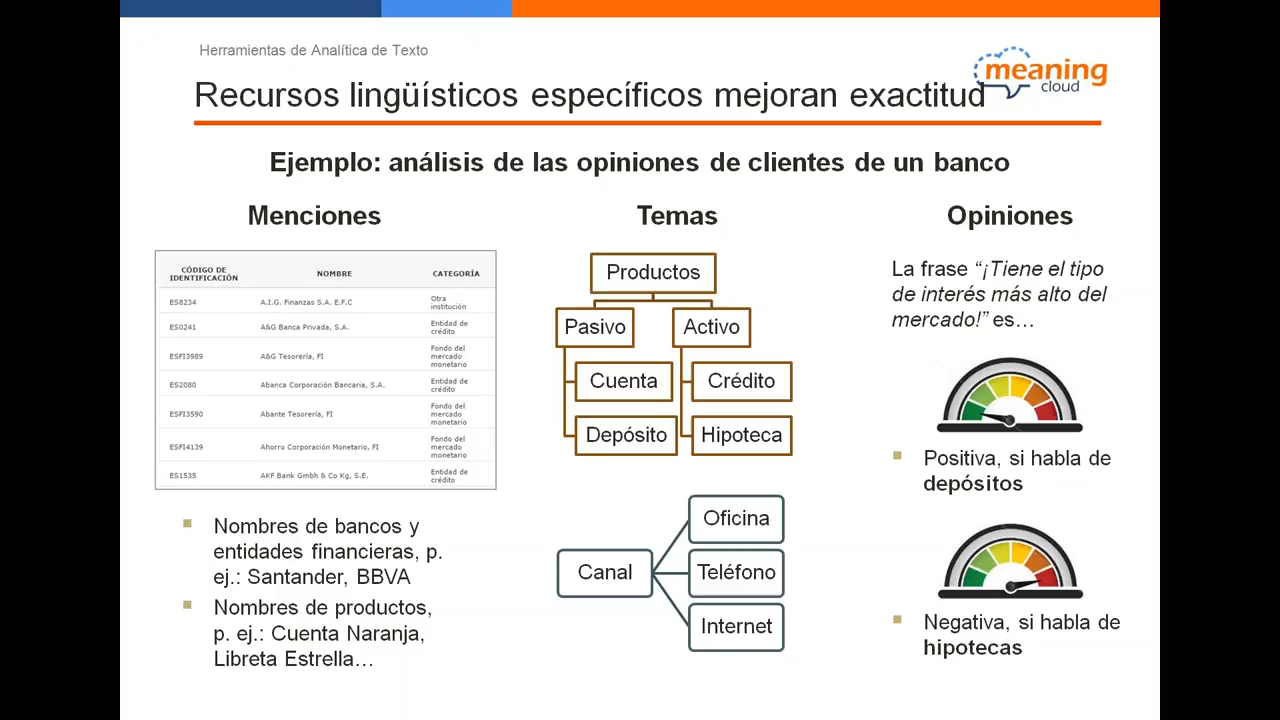 Herramientas de Analítica de Texto
meaning
cloud
Recursos lingüísticos específicos mejoran exactitud
Ejemplo: análisis de las opiniones de clientes de un banco
Menciones
CÓDIGO DE
IDENTIFICACIÓN
NOMBRE
CATEGORÍA
ES8234
A.I.G. Finanzas S.A. E.F.C
Otra
institución
ES0241
A&G Banca Privada, S.A.
Entidad de
crédito
ESFI3989
A&G Tesorería, FI
Fondo del
mercado
monetario
ES2080
Abanca Corporación Bancaria, S.A.
Entidad de
crédito
ESFI3590
Abante Tesorería, FI
Fondo del
mercado
monetario
ESFI4139
Ahorro Corporación Monetario, FI
Fondo del
mercado
monetario
ES1535
AKF Bank Gmbh & Co Kg, S.E.
Entidad de
crédito
Nombres de bancos y
entidades financieras, p.
ej.: Santander, BBVA
Nombres de productos,
p. ej.: Cuenta Naranja,
Libreta Estrella…
Temas
Productos
Pasivo
Activo
Cuenta
Crédito
Depósito
Hipoteca
Canal
Oficina
Teléfono
Internet
Opiniones
La frase “¡Tiene el tipo
de interés más alto del
mercado!” es…
Positiva, si habla de
depósitos
Negativa, si habla de
hipotecas